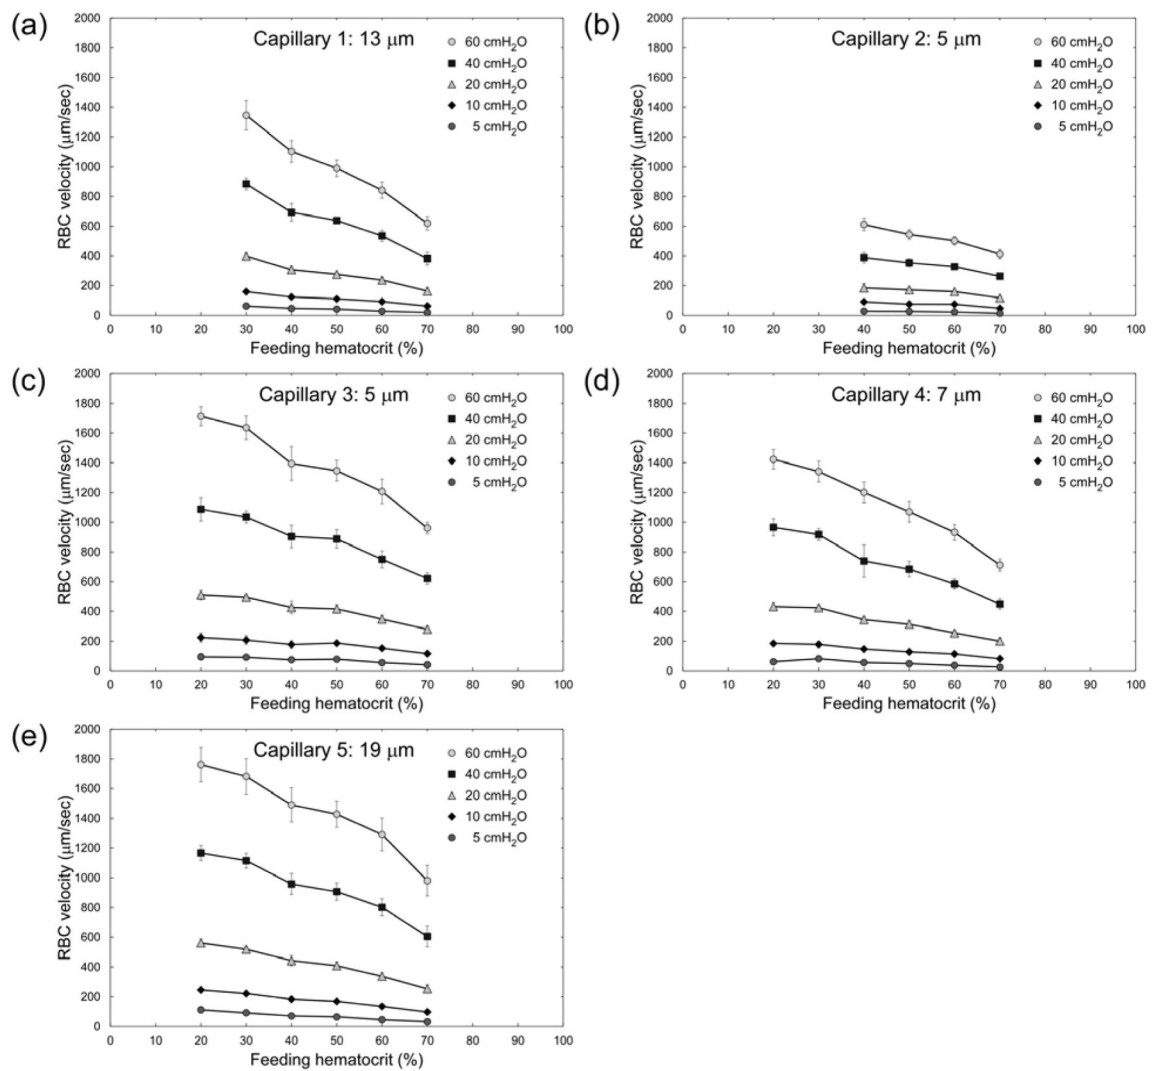 (a)
Capillary 1: 13 μm
60 cmH₂O
40 cmH₂O
20 cmH₂O
10 cmH₂O
5 cmH₂O
RBC velocity (μm/sec)
2000
1800
1600
1400
1200
1000
800
600
400
200
0
0 10 20 30 40 50 60 70 80 90 100
Feeding hematocrit (%)
(b)
Capillary 2: 5 μm
60 cmH₂O
40 cmH₂O
20 cmH₂O
10 cmH₂O
5 cmH₂O
RBC velocity (μm/sec)
2000
1800
1600
1400
1200
1000
800
600
400
200
0
0 10 20 30 40 50 60 70 80 90 100
Feeding hematocrit (%)
(c)
Capillary 3: 5 μm
60 cmH₂O
40 cmH₂O
20 cmH₂O
10 cmH₂O
5 cmH₂O
RBC velocity (μm/sec)
2000
1800
1600
1400
1200
1000
800
600
400
200
0
0 10 20 30 40 50 60 70 80 90 100
Feeding hematocrit (%)
(d)
Capillary 4: 7 μm
60 cmH₂O
40 cmH₂O
20 cmH₂O
10 cmH₂O
5 cmH₂O
RBC velocity (μm/sec)
2000
1800
1600
1400
1200
1000
800
600
400
200
0
0 10 20 30 40 50 60 70 80 90 100
Feeding hematocrit (%)
(e)
Capillary 5: 19 μm
60 cmH₂O
40 cmH₂O
20 cmH₂O
10 cmH₂O
5 cmH₂O
RBC velocity (μm/sec)
2000
1800
1600
1400
1200
1000
800
600
400
200
0
0 10 20 30 40 50 60 70 80 90 100
Feeding hematocrit (%)